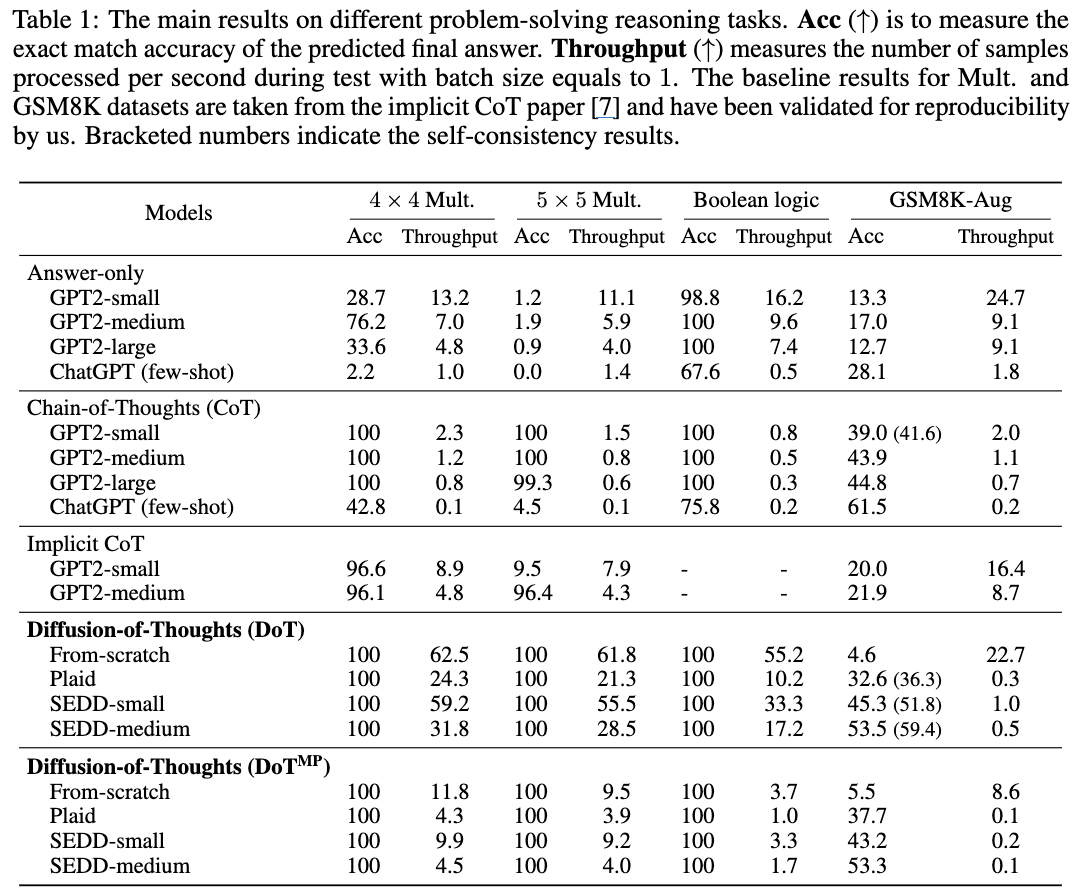 Table 1: The main results on different problem-solving reasoning tasks. Acc (↑) is to measure the
exact match accuracy of the predicted final answer. Throughput (↑) measures the number of samples
processed per second during test with batch size equals to 1. The baseline results for Mult. and
GSM8K datasets are taken from the implicit CoT paper [7] and have been validated for reproducibility
by us. Bracketed numbers indicate the self-consistency results.
Models 4 × 4 Mult. 5 × 5 Mult. Boolean logic GSM8K-Aug
Acc Throughput Acc Throughput Acc Throughput Acc Throughput
Answer-only
GPT2-small 28.7 13.2 1.2 11.1 98.8 16.2 13.3 24.7
GPT2-medium 76.2 7.0 1.9 5.9 100 9.6 17.0 9.1
GPT2-large 33.6 4.8 0.9 4.0 100 7.4 12.7 9.1
ChatGPT (few-shot) 2.2 1.0 0.0 1.4 67.6 0.5 28.1 1.8
Chain-of-Thoughts (CoT)
GPT2-small 100 2.3 100 1.5 100 0.8 39.0 (41.6) 2.0
GPT2-medium 100 1.2 100 0.8 100 0.5 43.9 1.1
GPT2-large 100 0.8 99.3 0.6 100 0.3 44.8 0.7
ChatGPT (few-shot) 42.8 0.1 4.5 0.1 75.8 0.2 61.5 0.2
Implicit CoT
GPT2-small 96.6 8.9 9.5 7.9 - - 20.0 16.4
GPT2-medium 96.1 4.8 96.4 4.3 - - 21.9 8.7
Diffusion-of-Thoughts (DoT)
From-scratch 100 62.5 100 61.8 100 55.2 4.6 22.7
Plaid 100 24.3 100 21.3 100 10.2 32.6 (36.3) 0.3
SEDD-small 100 59.2 100 55.5 100 33.3 45.3 (51.8) 1.0
SEDD-medium 100 31.8 100 28.5 100 17.2 53.5 (59.4) 0.5
Diffusion-of-Thoughts (DoTᴹᴾ)
From-scratch 100 11.8 100 9.5 100 3.7 5.5 8.6
Plaid 100 4.3 100 3.9 100 1.0 37.7 0.1
SEDD-small 100 9.9 100 9.2 100 3.3 43.2 0.2
SEDD-medium 100 4.5 100 4.0 100 1.7 53.3 0.1